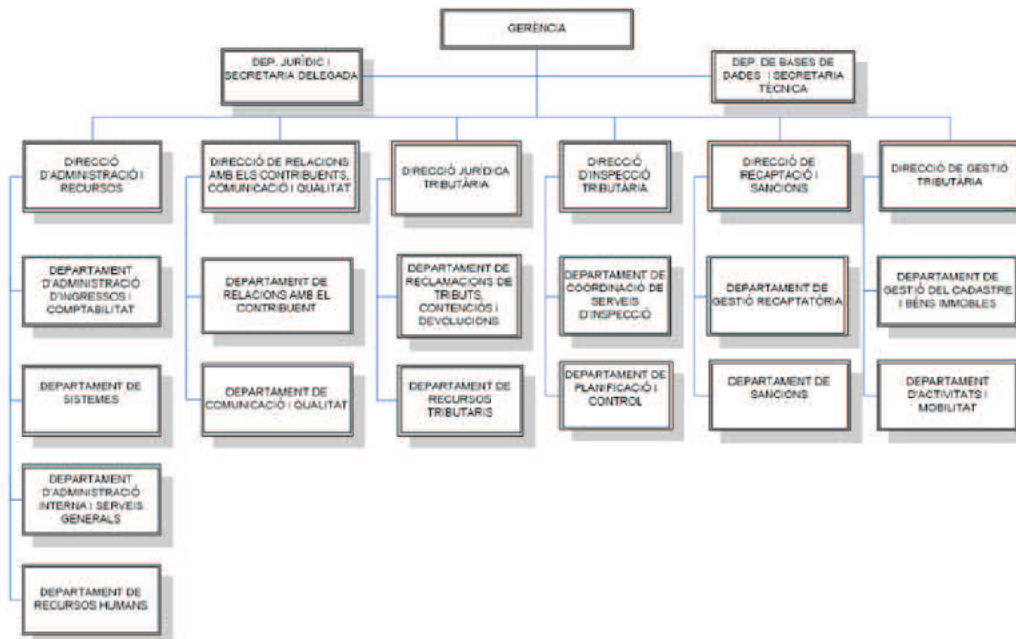 GERÈNCIA
DEP. JURÍDIC I
SECRETARIA DELEGADA
DEP. DE BASES DE
DADES I SECRETARIA
TÈCNICA
DIRECCIÓ
D'ADMINISTRACIÓ I
RECURSOS
DIRECCIÓ DE RELACIONS
AMB ELS CONTRIBUENTS,
COMUNICACIÓ I QUALITAT
DIRECCIÓ JURÍDICA
TRIBUTÀRIA
DIRECCIÓ
D'INSPECCIÓ
TRIBUTÀRIA
DIRECCIÓ DE
RECAPTACIÓ I
SANCIONS
DIRECCIÓ DE GESTIÓ
TRIBUTÀRIA
DEPARTAMENT
D'ADMINISTRACIÓ
D'INGRESSOS I
COMPTABILITAT
DEPARTAMENT DE
RELACIONS AMB EL
CONTRIBUENT
DEPARTAMENT DE
RECLAMACIONS DE
TRIBUTS,
CONTENCIÓS I
DEVOLUCIONS
DEPARTAMENT DE
COORDINACIÓ DE
SERVEIS
D'INSPECCIÓ
DEPARTAMENT DE
GESTIÓ RECAPTATÒRIA
DEPARTAMENT DE
GESTIÓ DEL CADASTRE
I BÉNS IMMOBLES
DEPARTAMENT DE
SISTEMES
DEPARTAMENT DE
COMUNICACIÓ I QUALITAT
DEPARTAMENT DE
RECURSOS
TRIBUTARIS
DEPARTAMENT DE
PLANIFICACIÓ I
CONTROL
DEPARTAMENT DE
SANCIONS
DEPARTAMENT
D'ACTIVITATS I
MOBILITAT
DEPARTAMENT
D'ADMINISTRACIÓ
INTERNA I SERVEIS
GENERALS
DEPARTAMENT DE
RECURSOS HUMANS